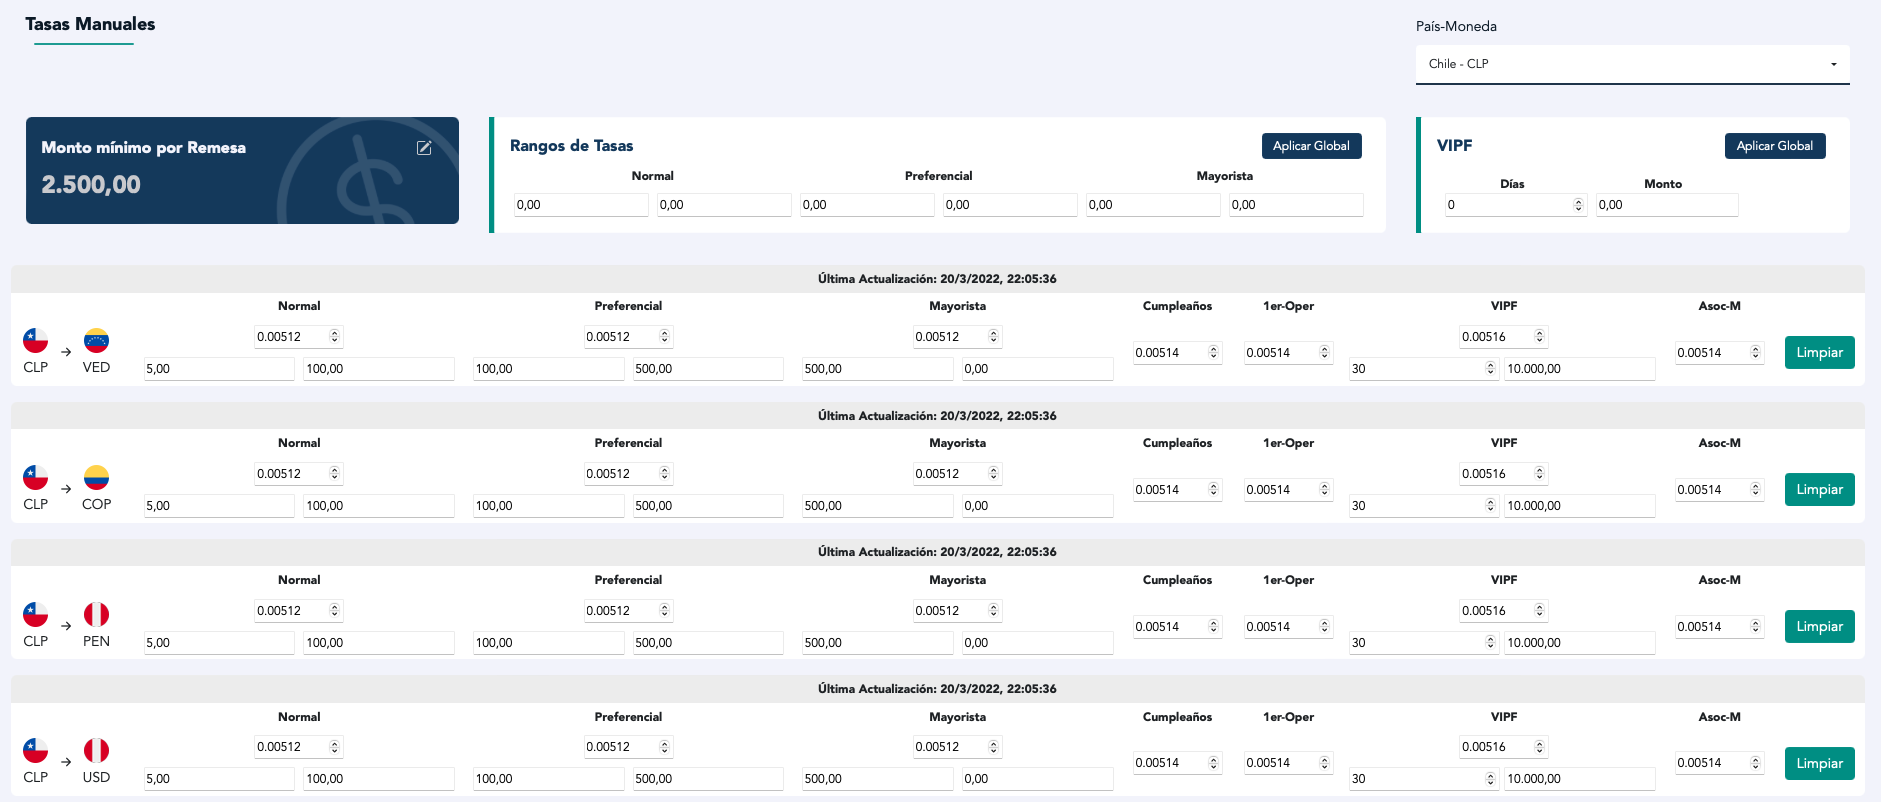 Tasas Manuales
País-Moneda
Chile - CLP
Monto mínimo por Remesa
2.500,00
Rangos de Tasas
Aplicar Global
Normal Preferencial Mayorista
0,00 0,00 0,00 0,00 0,00 0,00
VIPF
Aplicar Global
Días Monto
0 0,00
Última Actualización: 20/3/2022, 22:05:36
Normal Preferencial Mayorista Cumpleaños 1er-Oper VIPF Asoc-M
0.00512 0.00512 0.00512 0.00516
0.00514 0.00514 0.00514 Limpiar
CLP VED 5,00 100,00 100,00 500,00 500,00 0,00 30 10.000,00
Última Actualización: 20/3/2022, 22:05:36
Normal Preferencial Mayorista Cumpleaños 1er-Oper VIPF Asoc-M
0.00512 0.00512 0.00512 0.00516
0.00514 0.00514 0.00514 Limpiar
CLP COP 5,00 100,00 100,00 500,00 500,00 0,00 30 10.000,00
Última Actualización: 20/3/2022, 22:05:36
Normal Preferencial Mayorista Cumpleaños 1er-Oper VIPF Asoc-M
0.00512 0.00512 0.00512 0.00516
0.00514 0.00514 0.00514 Limpiar
CLP PEN 5,00 100,00 100,00 500,00 500,00 0,00 30 10.000,00
Última Actualización: 20/3/2022, 22:05:36
Normal Preferencial Mayorista Cumpleaños 1er-Oper VIPF Asoc-M
0.00512 0.00512 0.00512 0.00516
0.00514 0.00514 0.00514 Limpiar
CLP USD 5,00 100,00 100,00 500,00 500,00 0,00 30 10.000,00